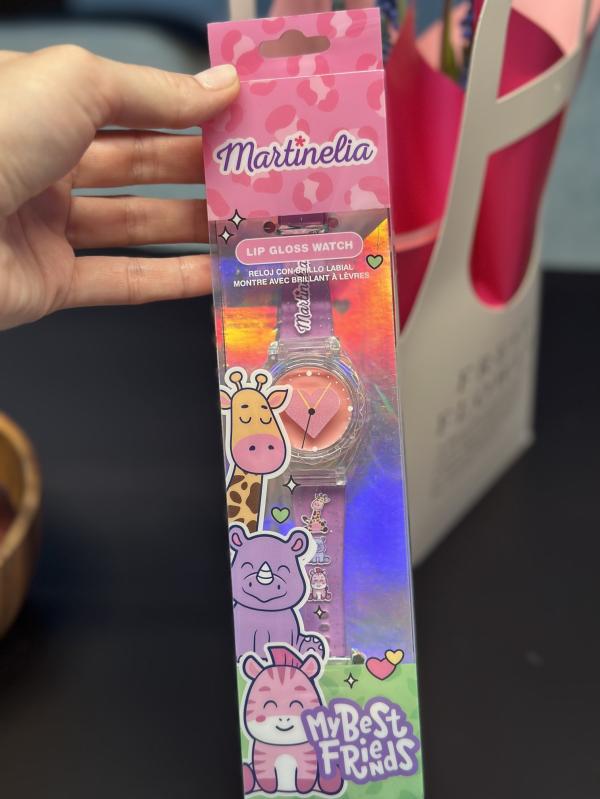 Martinelia
LIP GLOSS WATCH
RELOJ CON BRILLO LABIAL
MONTRE AVEC BRILLANT À LÈVRES
Martinelia
My BeST
FRIENDS